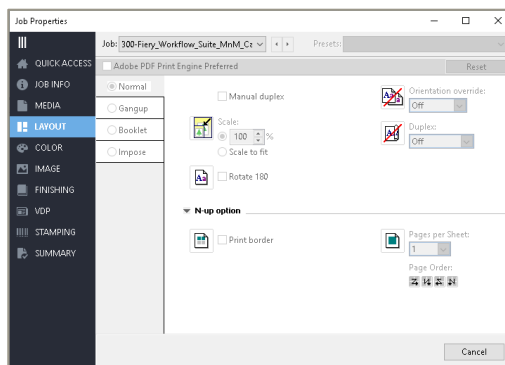 Job Properties
Job: 300-Fiery_Workflow_Suite_MnM_Ca
Presets:
QUICK ACCESS
JOB INFO
MEDIA
LAYOUT
COLOR
IMAGE
FINISHING
VDP
STAMPING
SUMMARY
Adobe PDF Print Engine Preferred
Reset
Normal
Gangup
Booklet
Impose
Manual duplex
Scale:
100 %
Scale to fit
Aa
Rotate 180
Orientation override:
Off
Duplex:
Off
N-up option
Print border
Pages per Sheet:
1
Page Order:
Cancel